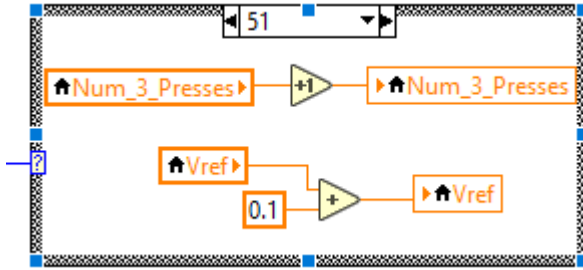 51
Num_3_Presses
+1
Num_3_Presses
?
Vref
+
Vref
0.1